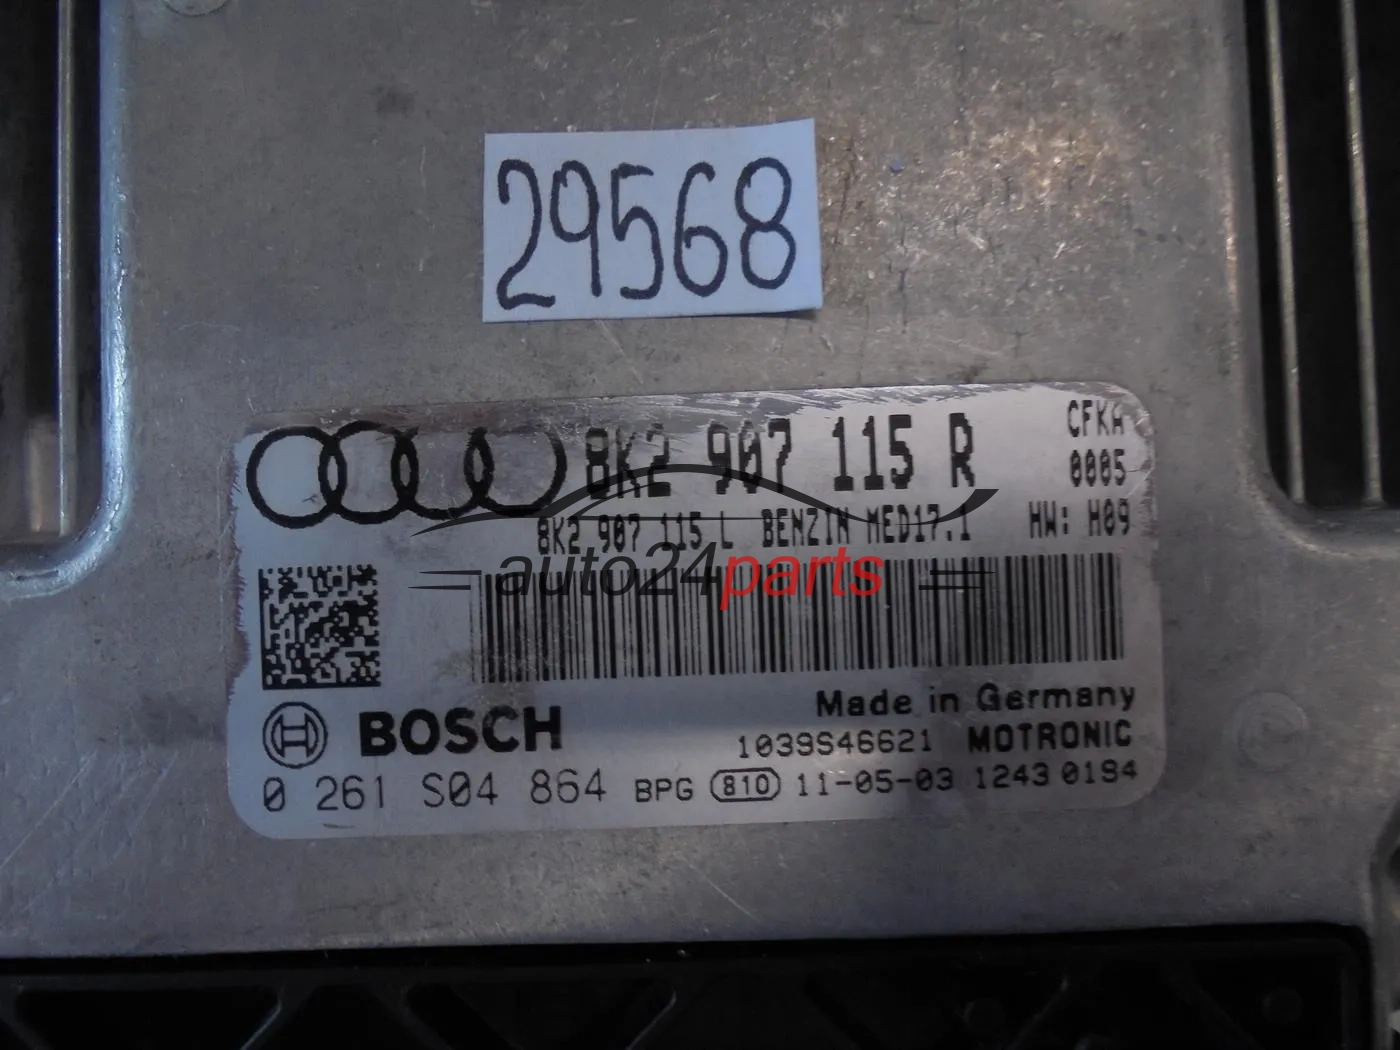 29568
8K2 907 115 R
CFKA
0005
8K2 907 115 L BENZIN MED17.1 HW: H09
auto24parts
Made in Germany
BOSCH
1039S46621 MOTRONIC
0 261 S04 864 BPG 810 11-05-03 1243 0194